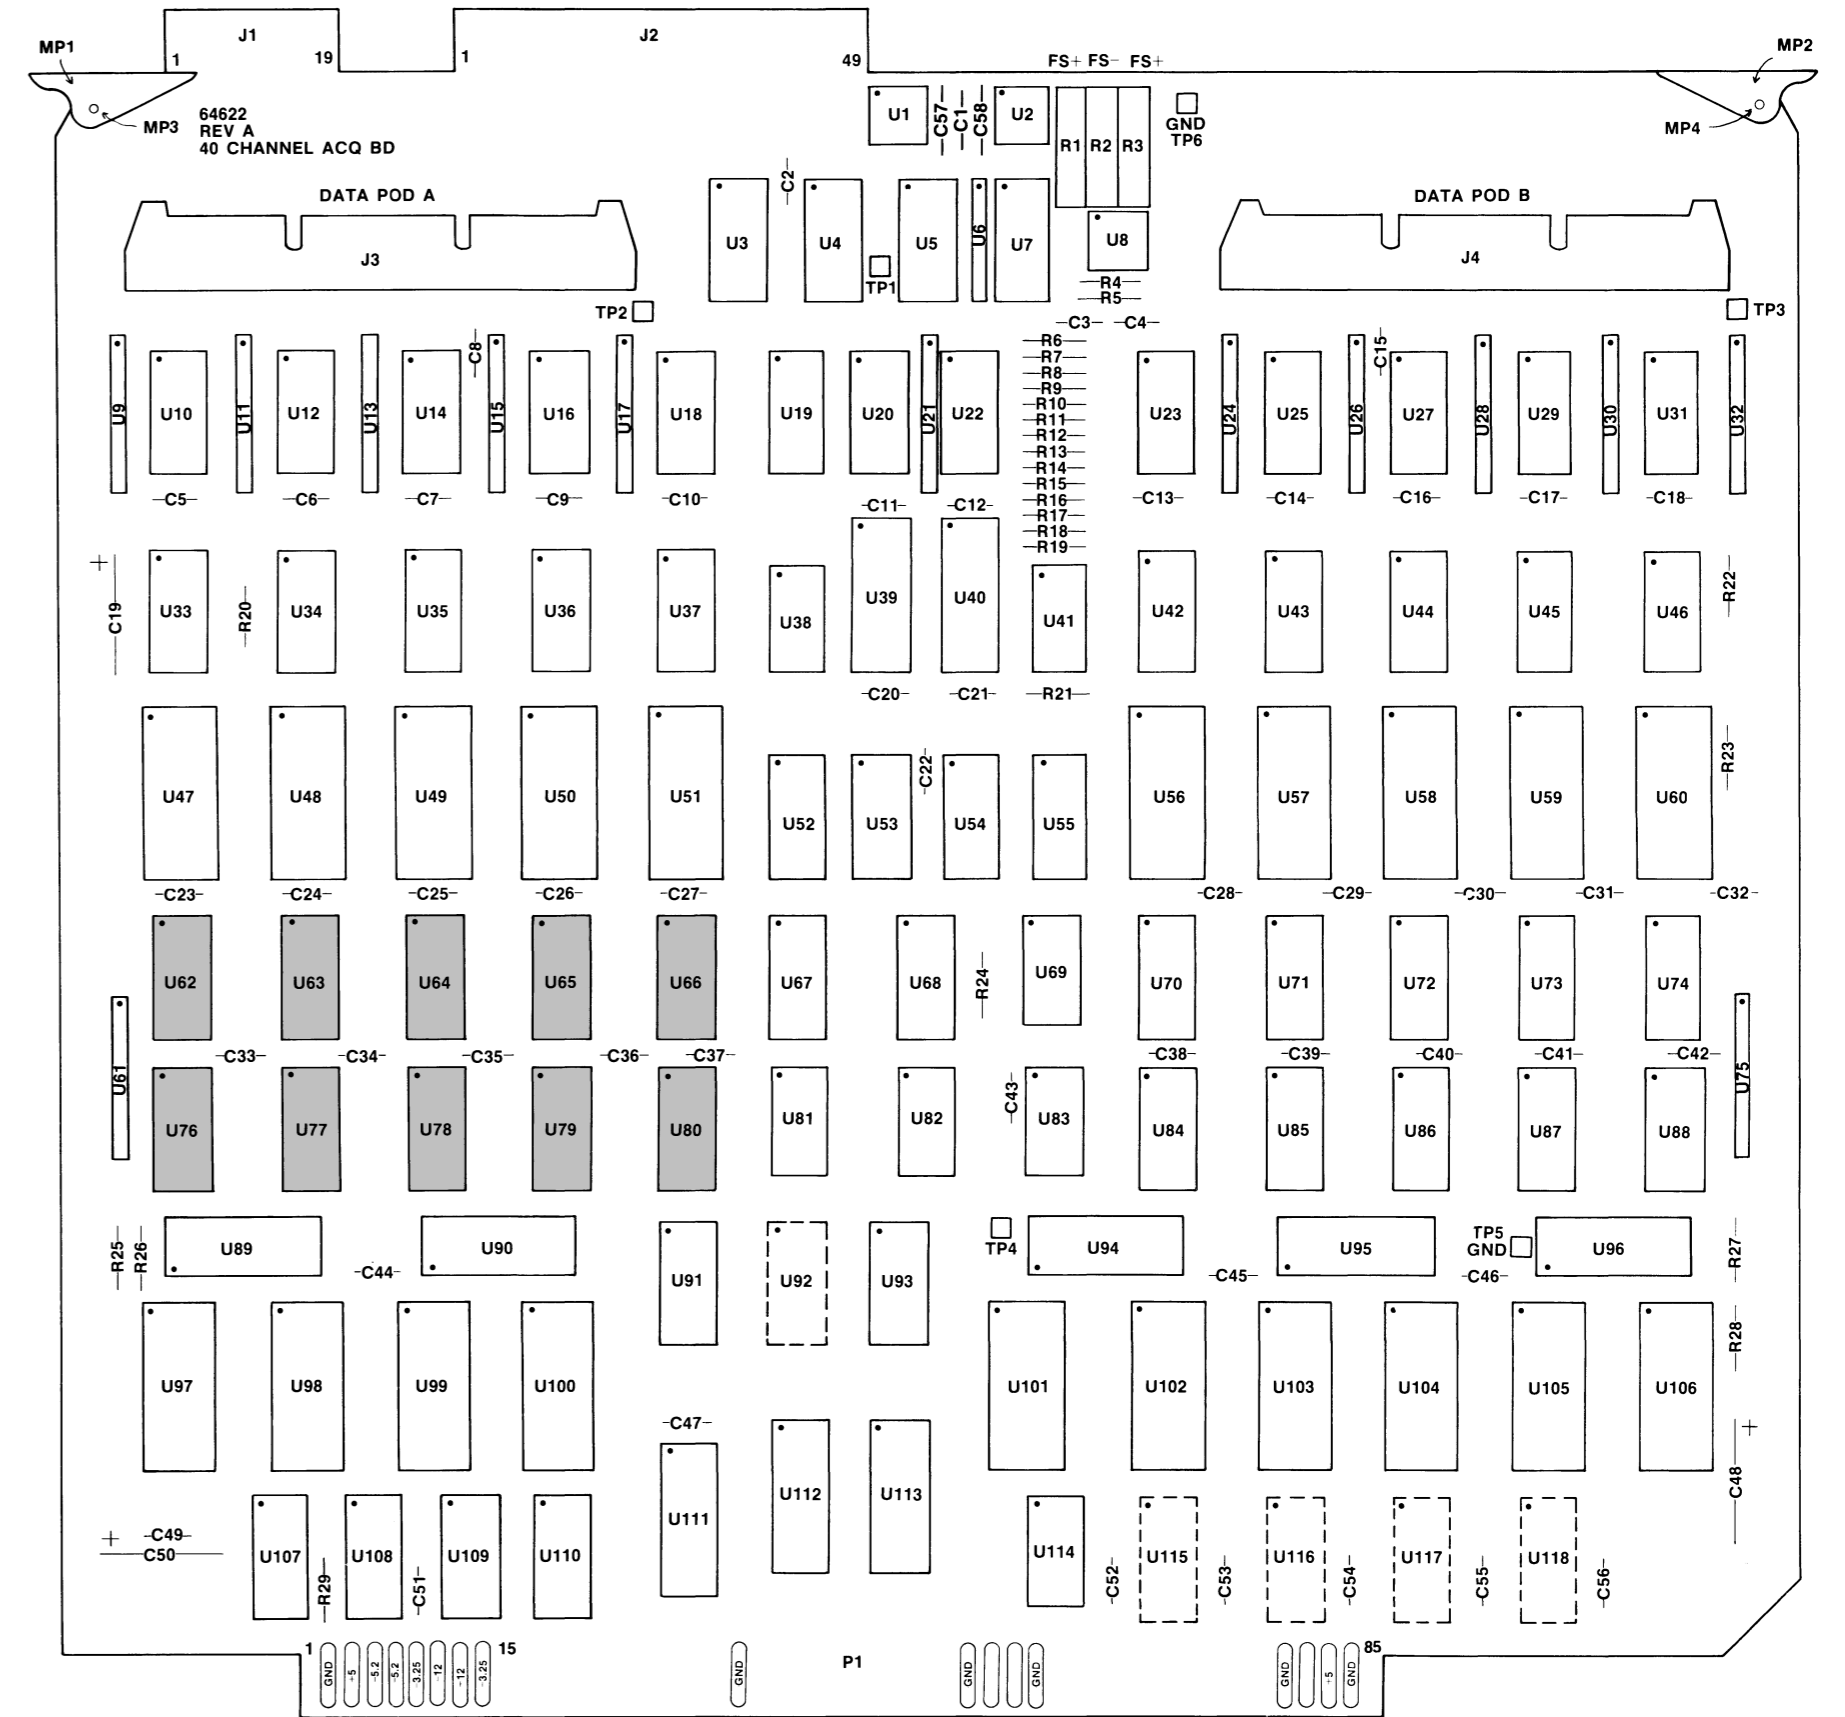 J1 J2
MP1 MP2
1 19 1 49 FS+ FS- FS+
MP3 MP4
64622
REV A
40 CHANNEL ACQ BD
U1 C57 C1 C58 U2
R1 R2 R3
GND
TP6
C2
DATA POD A DATA POD B
U3 U4 U5 U6 U7 U8
J3 J4
TP1
R4
R5
TP2 TP3
C3 C4
R6
R7
R8
R9
R10
R11
R12
R13
R14
R15
R16
R17
R18
R19
C8 C15
U9 U10 U11 U12 U13 U14 U15 U16 U17 U18 U19 U20 U21 U22 U23 U24 U25 U26 U27 U28 U29 U30 U31 U32
C5 C6 C7 C9 C10 C11 C12 C13 C14 C16 C17 C18
+ C19 U33 R20 U34 U35 U36 U37 U38 U39 U40 U41 U42 U43 U44 U45 U46 R22
C20 C21 R21
U47 U48 U49 U50 U51 U52 U53 C22 U54 U55 U56 U57 U58 U59 U60 R23
C23 C24 C25 C26 C27 C28 C29 C30 C31 C32
U62 U63 U64 U65 U66 U67 U68 R24 U69 U70 U71 U72 U73 U74
C33 C34 C35 C36 C37 C38 C39 C40 C41 C42
U61 U75
U76 U77 U78 U79 U80 U81 U82 C43 U83 U84 U85 U86 U87 U88
R25 R26 U89 U90 U91 U92 U93 TP4 U94 U95 TP5
GND U96 R27
C44 C45 C46
U97 U98 U99 U100 U101 U102 U103 U104 U105 U106 R28
C47 + C48
U111 U112 U113
+ C49
C50
U107 R29 U108 C51 U109 U110 U114 C52 U115 C53 U116 C54 U117 C55 U118 C56
1 15 P1 85
GND +5 -5.2 -5.2 -3.25 -12 -12 -3.25 GND GND GND GND +5 GND